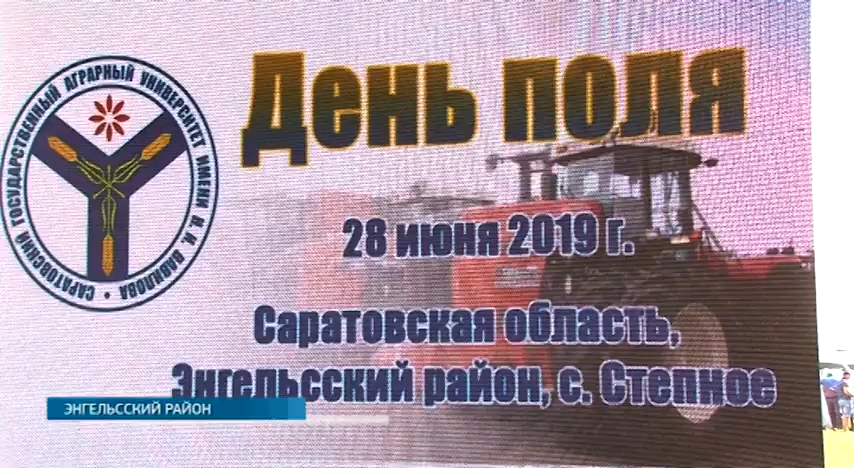 САРАТОВСКИЙ ГОСУДАРСТВЕННЫЙ АГРАРНЫЙ УНИВЕРСИТЕТ ИМЕНИ Н.И. ВАВИЛОВА •
День поля
28 июня 2019 г.
Саратовская область,
Энгельсский район, с. Степное
ЭНГЕЛЬССКИЙ РАЙОН